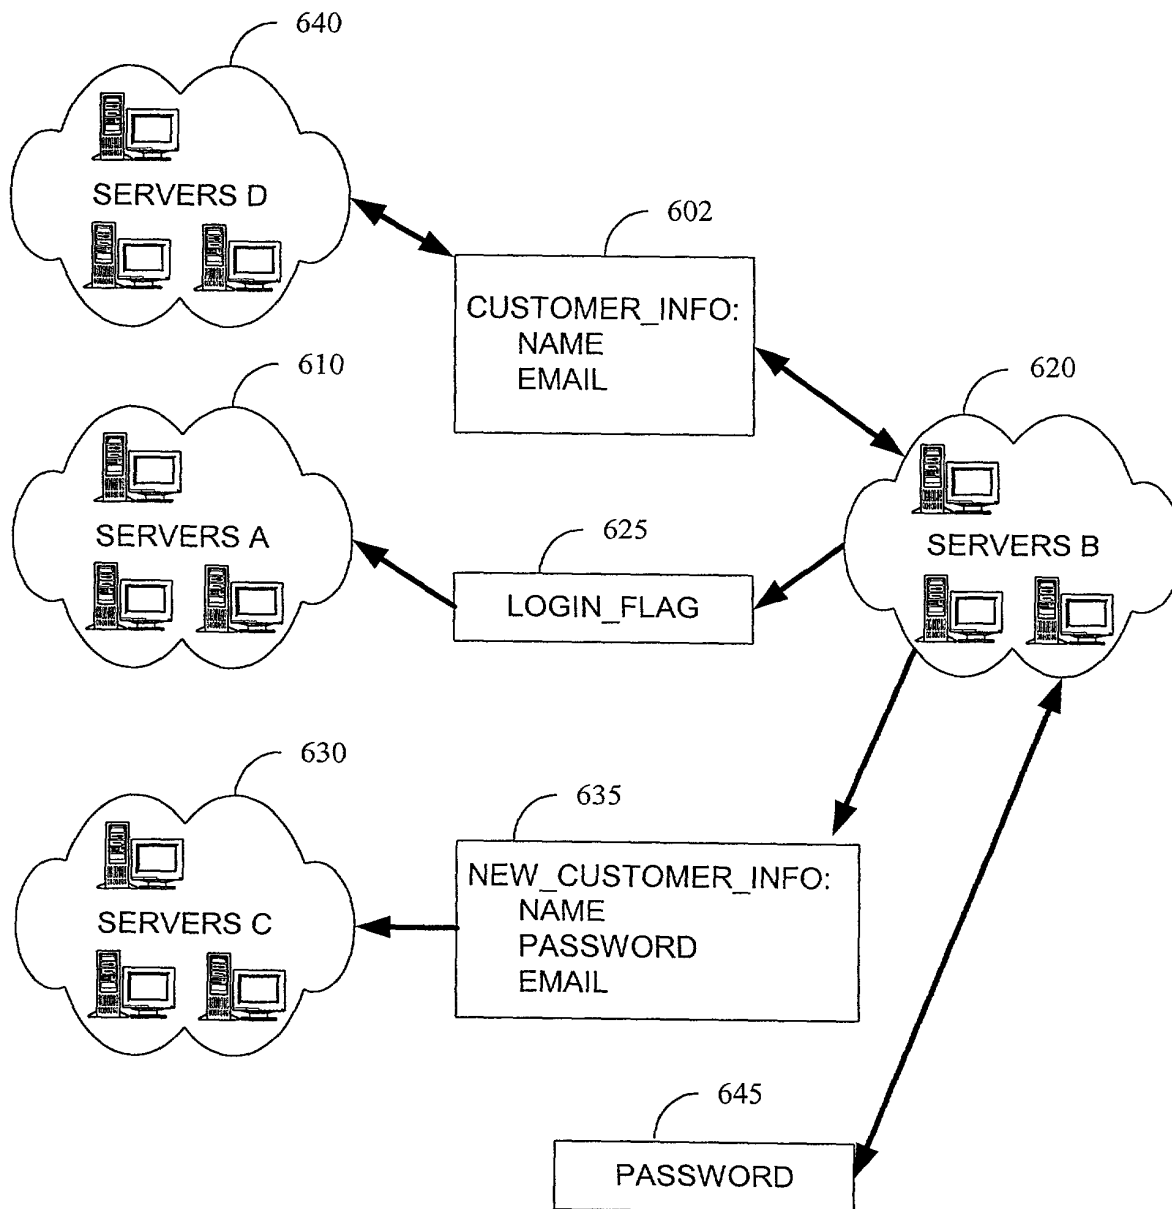 640
SERVERS D
602
CUSTOMER_INFO:
NAME
EMAIL
610
SERVERS A
620
SERVERS B
625
LOGIN_FLAG
630
SERVERS C
635
NEW_CUSTOMER_INFO:
NAME
PASSWORD
EMAIL
645
PASSWORD